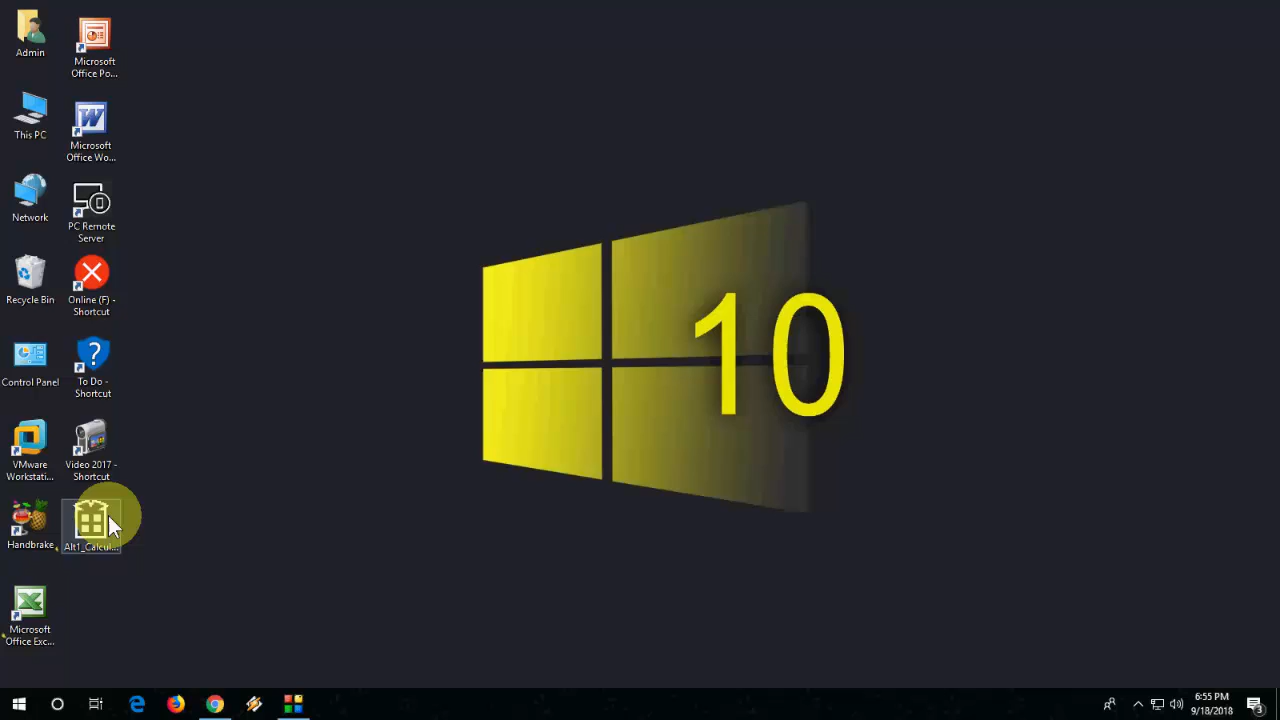 Admin
This PC
Network
Recycle Bin
Control Panel
VMware
Workstati...
Handbrake
Microsoft
Office Exc...
Microsoft
Office Po...
Microsoft
Office Wo...
PC Remote
Server
Online (F) -
Shortcut
To Do -
Shortcut
Video 2017 -
Shortcut
Alt1_Calcul...
10
6:55 PM
9/18/2018
3